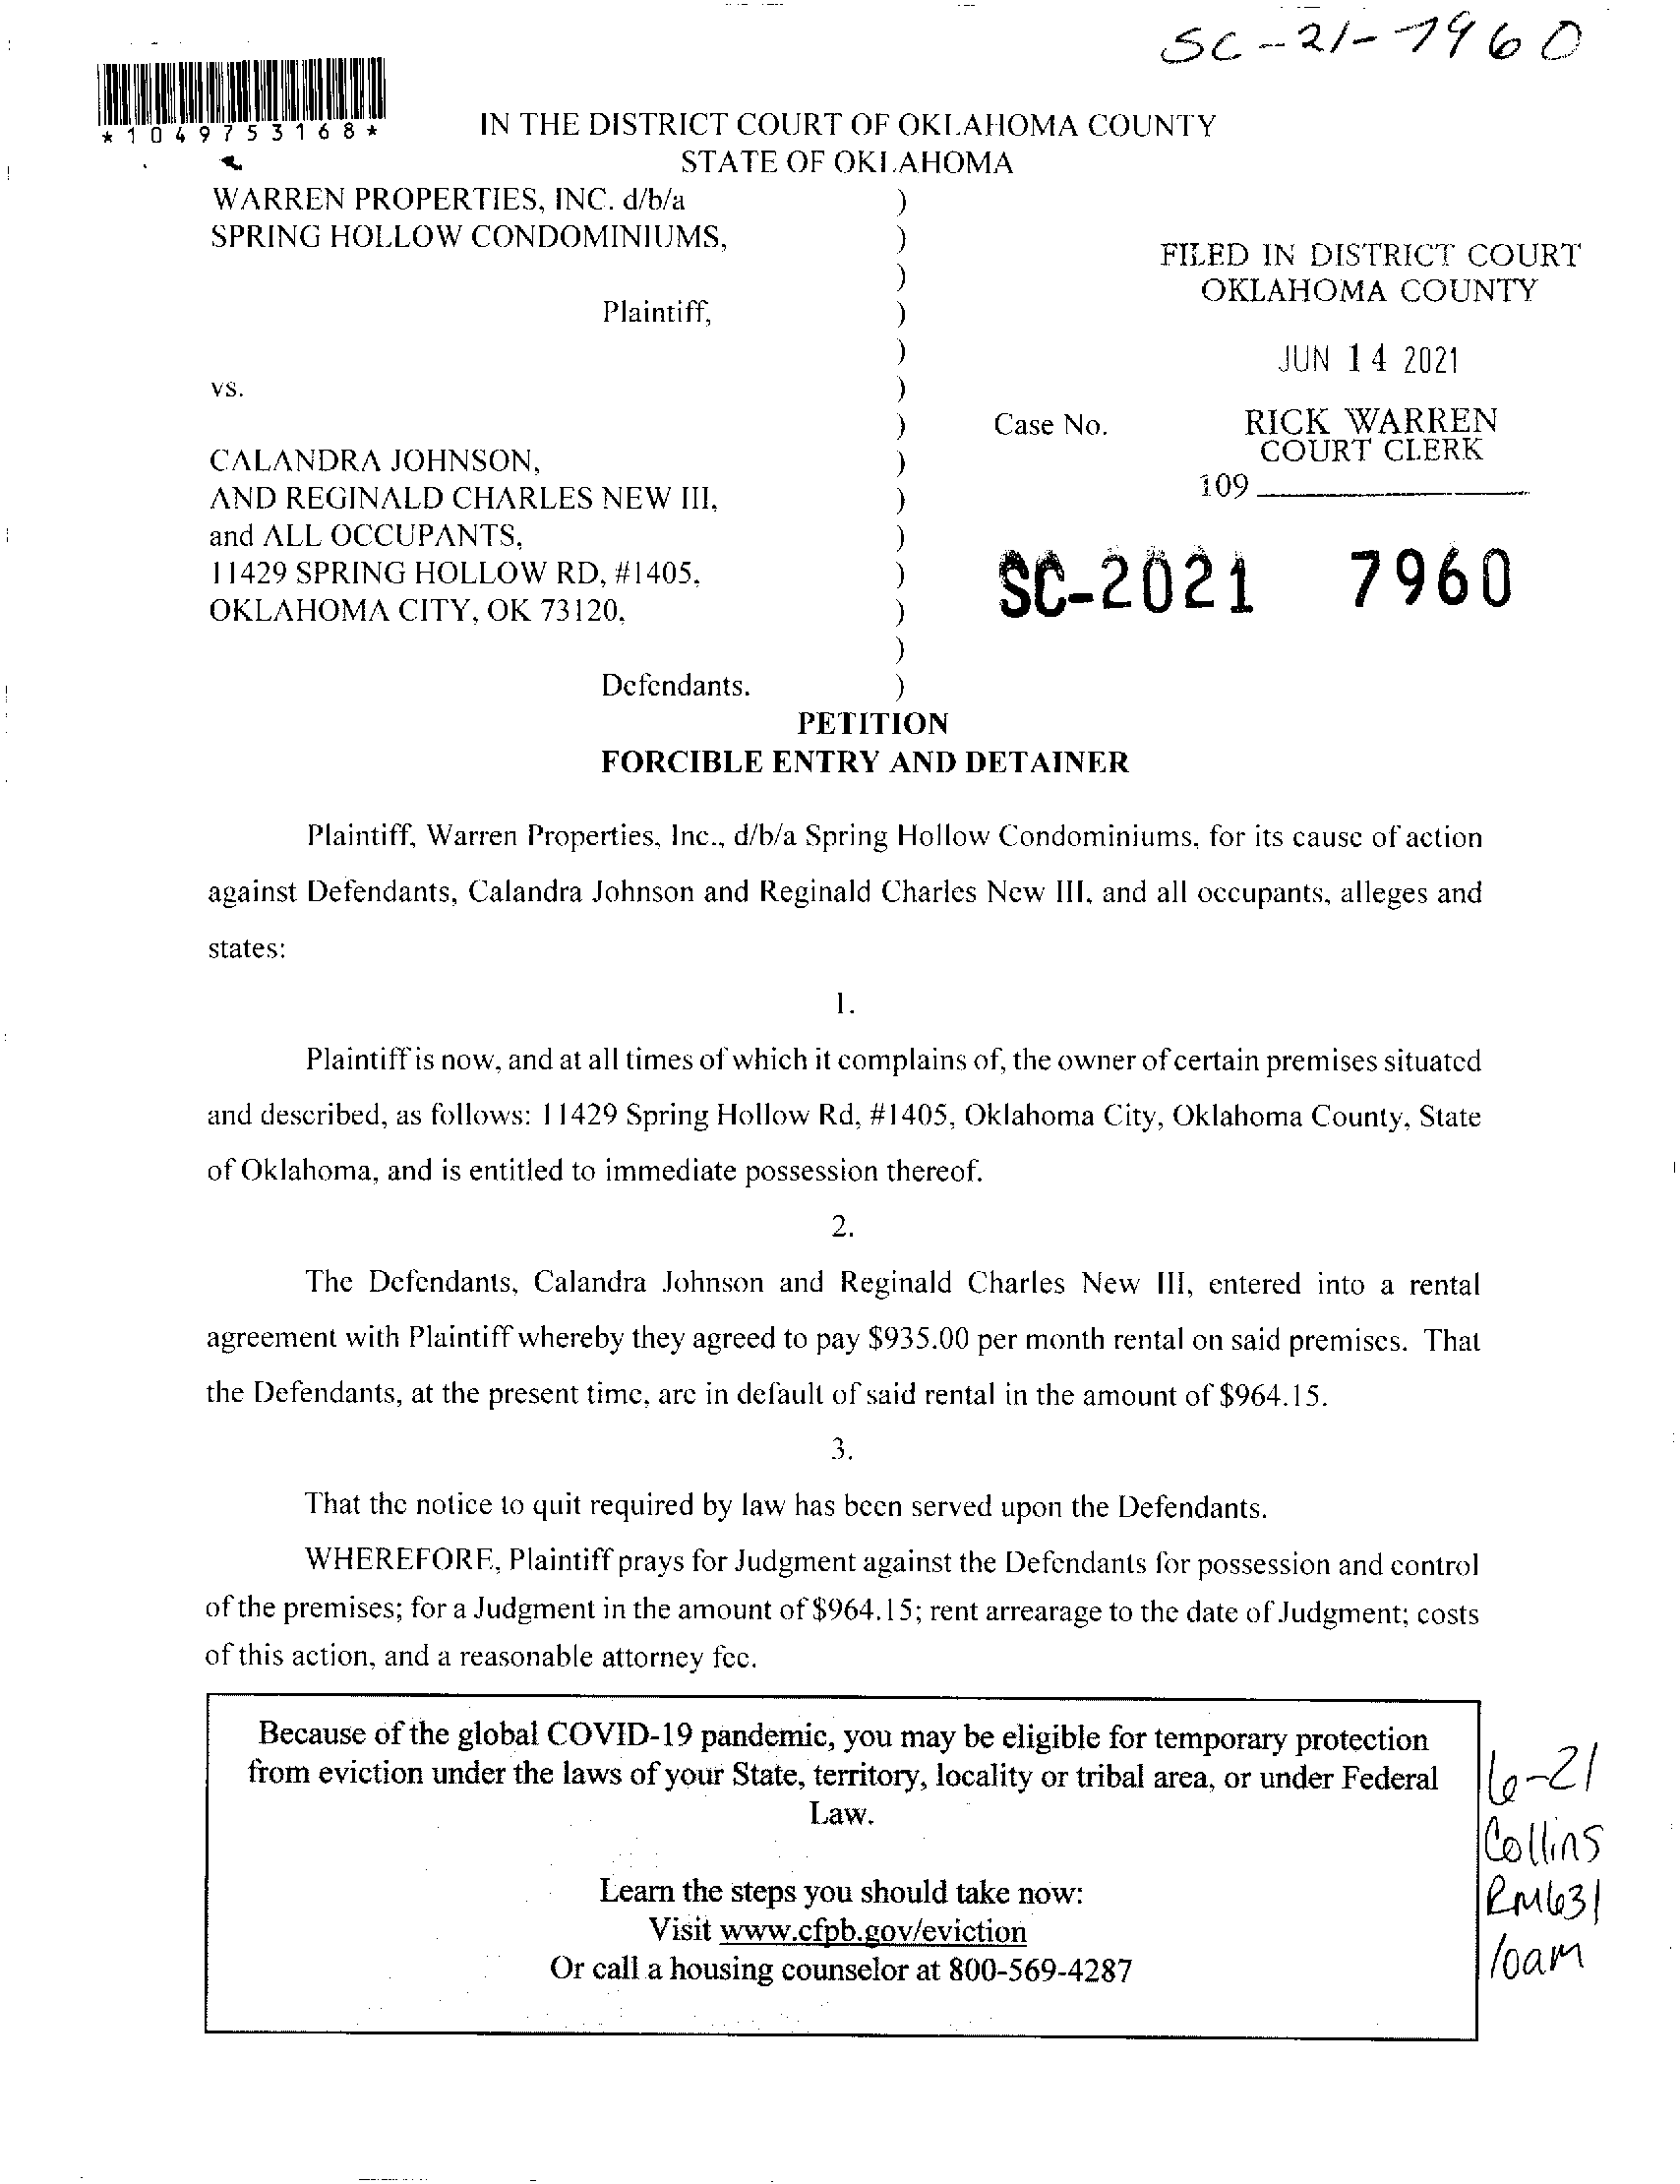 SC-21-7960
*1049753168*
IN THE DISTRICT COURT OF OKLAHOMA COUNTY
STATE OF OKLAHOMA
WARREN PROPERTIES, INC. d/b/a )
SPRING HOLLOW CONDOMINIUMS, )
)
Plaintiff, )
)
vs. )
)
CALANDRA JOHNSON, )
AND REGINALD CHARLES NEW III, )
and ALL OCCUPANTS, )
11429 SPRING HOLLOW RD, #1405, )
OKLAHOMA CITY, OK 73120, )
)
Defendants. )
FILED IN DISTRICT COURT
OKLAHOMA COUNTY
JUN 14 2021
Case No.
RICK WARREN
COURT CLERK
109
SC-2021 7960
PETITION
FORCIBLE ENTRY AND DETAINER
Plaintiff, Warren Properties, Inc., d/b/a Spring Hollow Condominiums, for its cause of action
against Defendants, Calandra Johnson and Reginald Charles New III, and all occupants, alleges and
states:
1.
Plaintiff is now, and at all times of which it complains of, the owner of certain premises situated
and described, as follows: 11429 Spring Hollow Rd, #1405, Oklahoma City, Oklahoma County, State
of Oklahoma, and is entitled to immediate possession thereof.
2.
The Defendants, Calandra Johnson and Reginald Charles New III, entered into a rental
agreement with Plaintiff whereby they agreed to pay $935.00 per month rental on said premises. That
the Defendants, at the present time, are in default of said rental in the amount of $964.15.
3.
That the notice to quit required by law has been served upon the Defendants.
WHEREFORE, Plaintiff prays for Judgment against the Defendants for possession and control
of the premises; for a Judgment in the amount of $964.15; rent arrearage to the date of Judgment; costs
of this action, and a reasonable attorney fee.
Because of the global COVID-19 pandemic, you may be eligible for temporary protection
from eviction under the laws of your State, territory, locality or tribal area, or under Federal
Law.
Learn the steps you should take now:
Visit www.cfpb.gov/eviction
Or call a housing counselor at 800-569-4287
6-21
Collins
RM631
10am